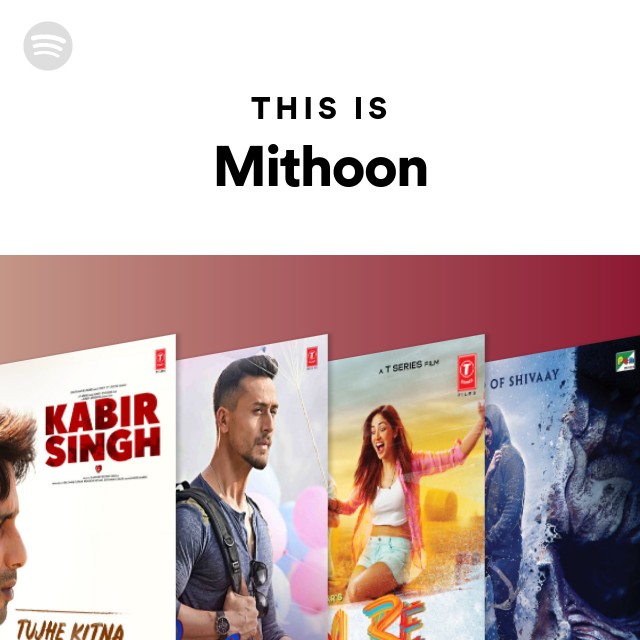 THIS IS
Mithoon
KABIR
SINGH
TUJHE KITNA
A T SERIES FILM
OF SHIVAAY